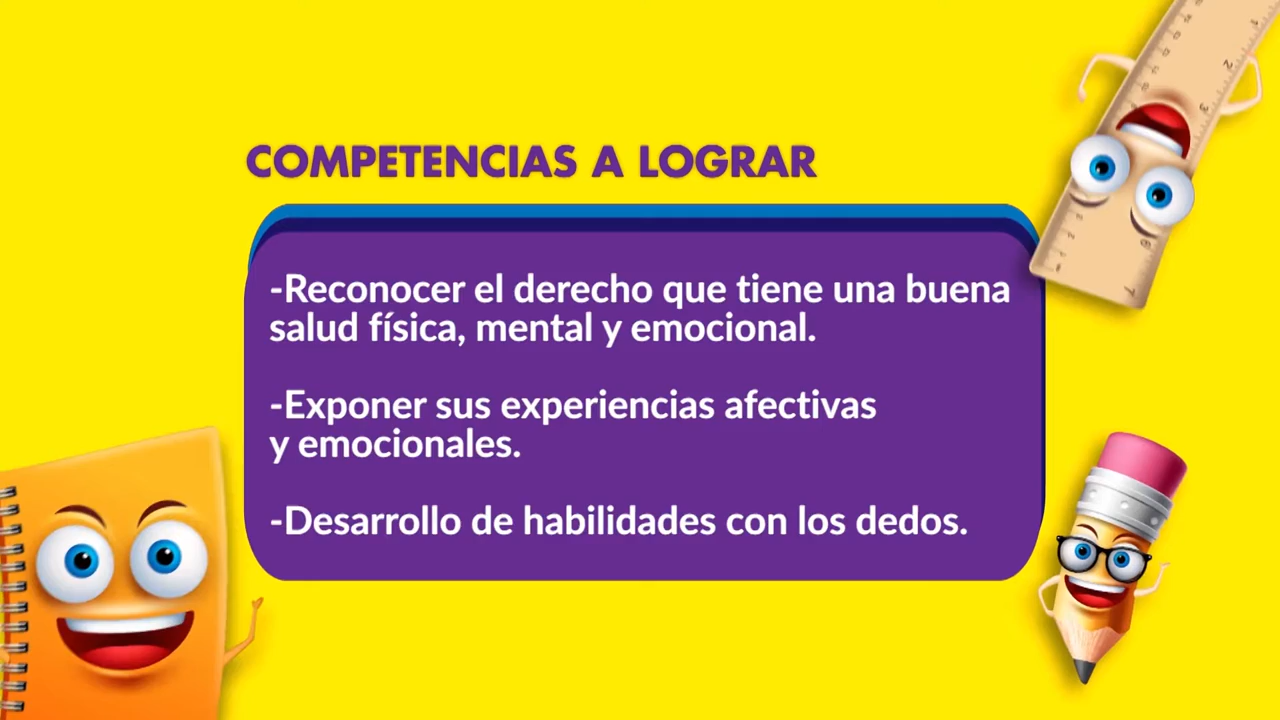 COMPETENCIAS A LOGRAR
-Reconocer el derecho que tiene una buena
salud física, mental y emocional.
-Exponer sus experiencias afectivas
y emocionales.
-Desarrollo de habilidades con los dedos.